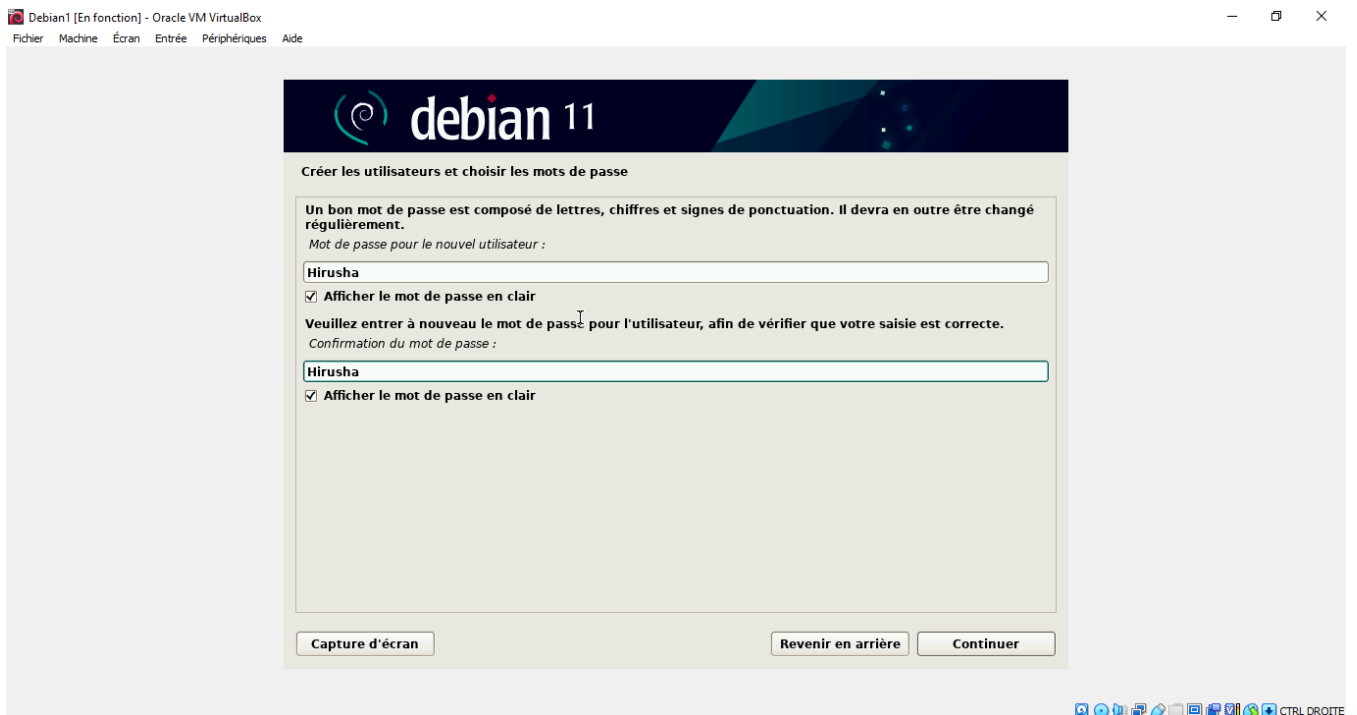 Debian1 [En fonction] - Oracle VM VirtualBox
Fichier Machine Écran Entrée Périphériques Aide
debian 11
Créer les utilisateurs et choisir les mots de passe
Un bon mot de passe est composé de lettres, chiffres et signes de ponctuation. Il devra en outre être changé
régulièrement.
Mot de passe pour le nouvel utilisateur :
Hirusha
Afficher le mot de passe en clair
Veuillez entrer à nouveau le mot de passe pour l'utilisateur, afin de vérifier que votre saisie est correcte.
Confirmation du mot de passe :
Hirusha
Afficher le mot de passe en clair
Capture d'écran Revenir en arrière Continuer
CTRL DROITE